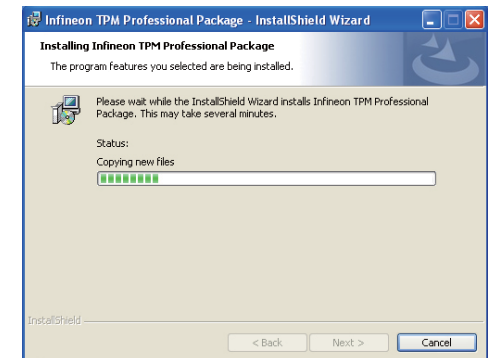 Infineon TPM Professional Package - InstallShield Wizard
Installing Infineon TPM Professional Package
The program features you selected are being installed.
Please wait while the InstallShield Wizard installs Infineon TPM Professional
Package. This may take several minutes.
Status:
Copying new files
InstallShield
< Back Next > Cancel